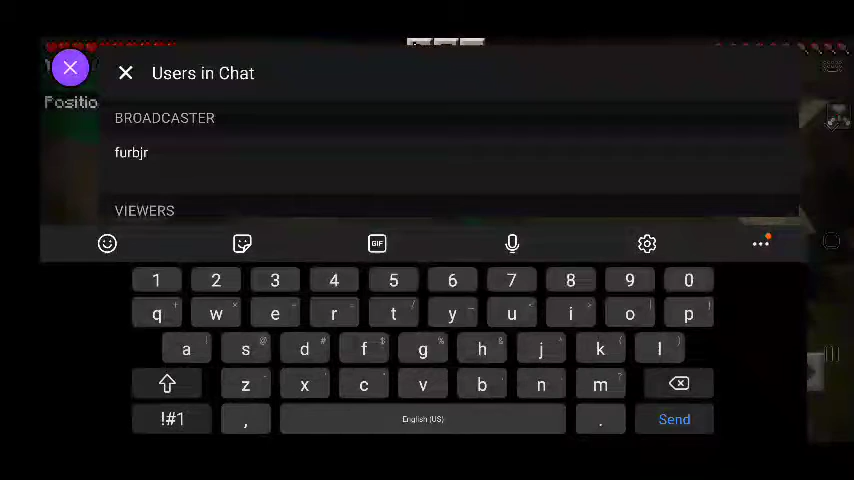 Users in Chat
Positio
BROADCASTER
furbjr
VIEWERS
GIF
1 2 3 4 5 6 7 8 9 0
q w e r t y u i o p
a s d f g h j k l
z x c v b n m
!#1 , English (US) . Send